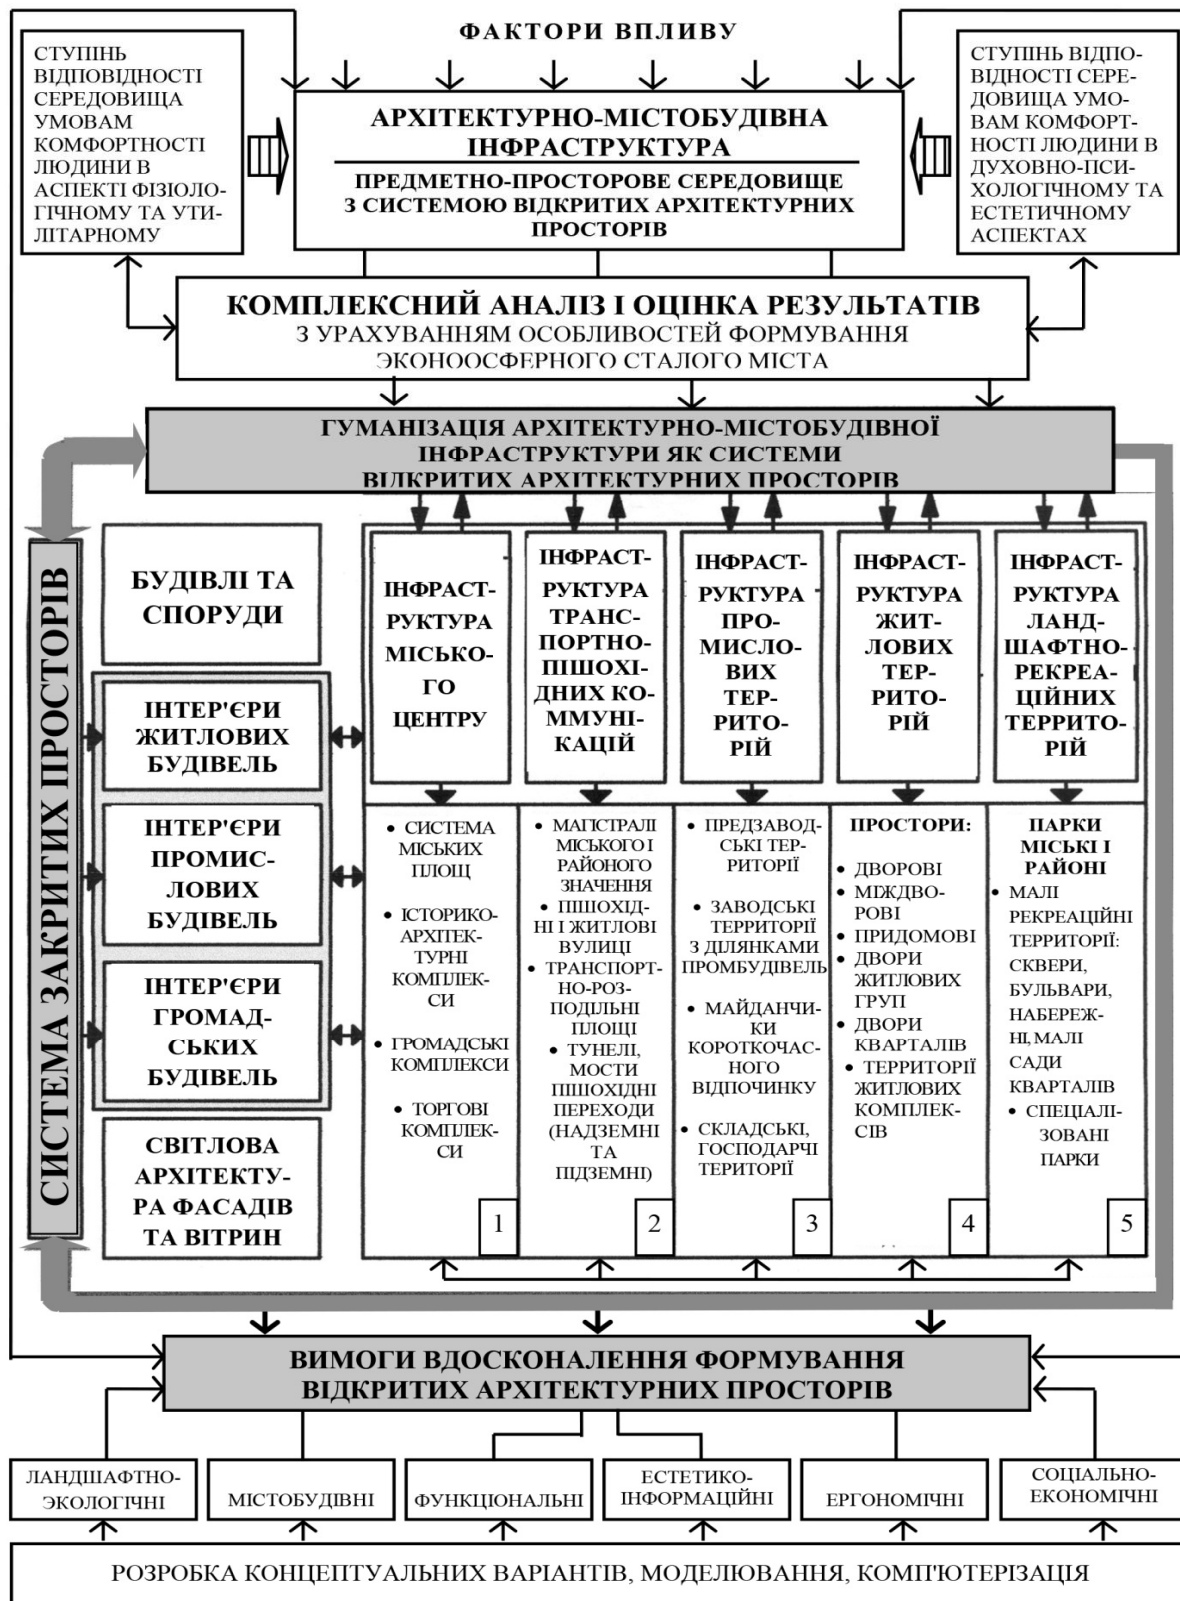 ФАКТОРИ ВПЛИВУ
СТУПІНЬ
ВІДПОВІДНОСТІ
СЕРЕДОВИЩА
УМОВАМ
КОМФОРТНОСТІ
ЛЮДИНИ В
АСПЕКТІ ФІЗІОЛО-
ГІЧНОМУ ТА УТИ-
ЛІТАРНОМУ
АРХІТЕКТУРНО-МІСТОБУДІВНА
ІНФРАСТРУКТУРА
ПРЕДМЕТНО-ПРОСТОРОВЕ СЕРЕДОВИЩЕ
З СИСТЕМОЮ ВІДКРИТИХ АРХІТЕКТУРНИХ
ПРОСТОРІВ
СТУПІНЬ ВІДПО-
ВІДНОСТІ СЕРЕ-
ДОВИЩА УМО-
ВАМ КОМФОРТ-
НОСТІ ЛЮДИНИ В
ДУХОВНО-ПСИ-
ХОЛОГІЧНОМУ ТА
ЕСТЕТИЧНОМУ
АСПЕКТАХ
КОМПЛЕКСНИЙ АНАЛІЗ І ОЦІНКА РЕЗУЛЬТАТІВ
З УРАХУВАННЯМ ОСОБЛИВОСТЕЙ ФОРМУВАННЯ
ЭКОНООСФЕРНОГО СТАЛОГО МІСТА
ГУМАНІЗАЦІЯ АРХІТЕКТУРНО-МІСТОБУДІВНОЇ
ІНФРАСТРУКТУРИ ЯК СИСТЕМИ
ВІДКРИТИХ АРХІТЕКТУРНИХ ПРОСТОРІВ
СИСТЕМА ЗАКРИТИХ ПРОСТОРІВ
БУДІВЛІ ТА
СПОРУДИ
ІНТЕР'ЄРИ
ЖИТЛОВИХ
БУДІВЕЛЬ
ІНТЕР'ЄРИ
ПРОМИС-
ЛОВИХ
БУДІВЕЛЬ
ІНТЕР'ЄРИ
ГРОМАД-
СЬКИХ
БУДІВЕЛЬ
СВІТЛОВА
АРХІТЕКТУ-
РА ФАСАДІВ
ТА ВІТРИН
ІНФРАСТ-
РУКТУРА
МІСЬКО-
ГО
ЦЕНТРУ
ІНФРАСТ-
РУКТУРА
ТРАНС-
ПОРТНО-
ПІШОХІ-
ДНИХ КО-
ММУНІ-
КАЦІЙ
ІНФРАСТ-
РУКТУРА
ПРО-
МИСЛО-
ВИХ
ТЕР-
РИТО-
РІЙ
ІНФРАСТ-
РУКТУРА
ЖИТ-
ЛОВИХ
ТЕР-
РИТО-
РІЙ
ІНФРАСТ-
РУКТУРА
ЛАНД-
ШАФТНО-
РЕКРЕА-
ЦІЙНИХ
ТЕРРИТО-
РІЙ
• СИСТЕМА
МІСЬКИХ
ПЛОЩ
• ІСТОРИКО-
АРХІТЕК-
ТУРНІ
КОМПЛЕК-
СИ
• ГРОМАДСЬКІ
КОМПЛЕКСИ
• ТОРГОВІ
КОМПЛЕК-
СИ
1
• МАГІСТРАЛІ
МІСЬКОГО І
РАЙОНОГО
ЗНАЧЕННЯ
• ПІШОХІД-
НІ І ЖИТЛОВІ
ВУЛИЦІ
• ТРАНСПОРТ-
НО-РОЗ-
ПОДІЛЬНІ
ПЛОЩІ
• ТУНЕЛІ,
МОСТИ
ПІШОХІДНІ
ПЕРЕХОДИ
(НАДЗЕМНІ
ТА
ПІДЗЕМНІ)
2
• ПРЕДЗАВОД-
СЬКІ ТЕР-
РИТОРІЇ
• ЗАВОДСЬКІ
ТЕРРИТОРІЇ
З ДІЛЯНКАМИ
ПРОМБУДІВЕЛЬ
• МАЙДАНЧИ-
КИ
КОРОТКОЧАС-
НОГО
ВІДПОЧИНКУ
• СКЛАДСЬКІ,
ГОСПОДАРЧІ
ТЕРИТОРІЇ
3
ПРОСТОРИ:
• ДВОРОВІ
• МІЖДВО-
РОВІ
• ПРИДОМОВІ
• ДВОРИ
ЖИТЛОВИХ
ГРУП
• ДВОРИ
КВАРТАЛІВ
• ТЕРРИТОРІЇ
ЖИТЛОВИХ
КОМПЛЕК-
СІВ
4
ПАРКИ
МІСЬКІ І
РАЙОНІ
• МАЛІ
РЕКРЕАЦІЙНІ
ТЕРРИТОРІЇ:
СКВЕРИ,
БУЛЬВАРИ,
НАБЕРЕЖ-
НІ, МАЛІ
САДИ
КВАРТАЛІВ
• СПЕЦІАЛІ-
ЗОВАНІ
ПАРКИ
5
ВИМОГИ ВДОСКОНАЛЕННЯ ФОРМУВАННЯ
ВІДКРИТИХ АРХІТЕКТУРНИХ ПРОСТОРІВ
ЛАНДШАФТНО-
ЭКОЛОГІЧНІ
МІСТОБУДІВНІ
ФУНКЦІОНАЛЬНІ
ЕСТЕТИКО-
ІНФОРМАЦІЙНІ
ЕРГОНОМІЧНІ
СОЦІАЛЬНО-
ЕКОНОМІЧНІ
РОЗРОБКА КОНЦЕПТУАЛЬНИХ ВАРІАНТІВ, МОДЕЛЮВАННЯ, КОМП'ЮТЕРІЗАЦІЯ